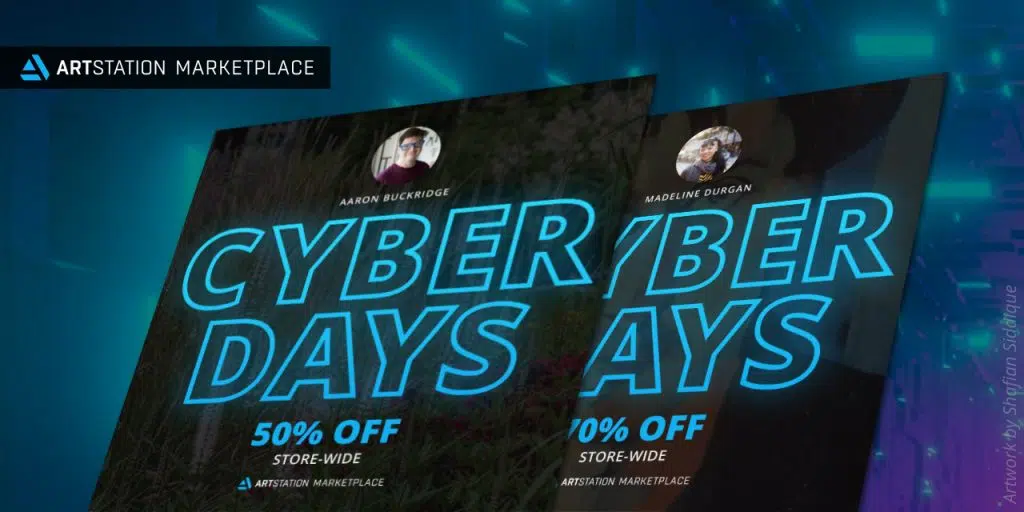 ARTSTATION MARKETPLACE
AARON BUCKRIDGE
CYBER
DAYS
50% OFF
STORE-WIDE
ARTSTATION MARKETPLACE
MADELINE DURGAN
YBER
AYS
70% OFF
STORE-WIDE
ARTSTATION MARKETPLACE
Artwork by Shafian Siddique